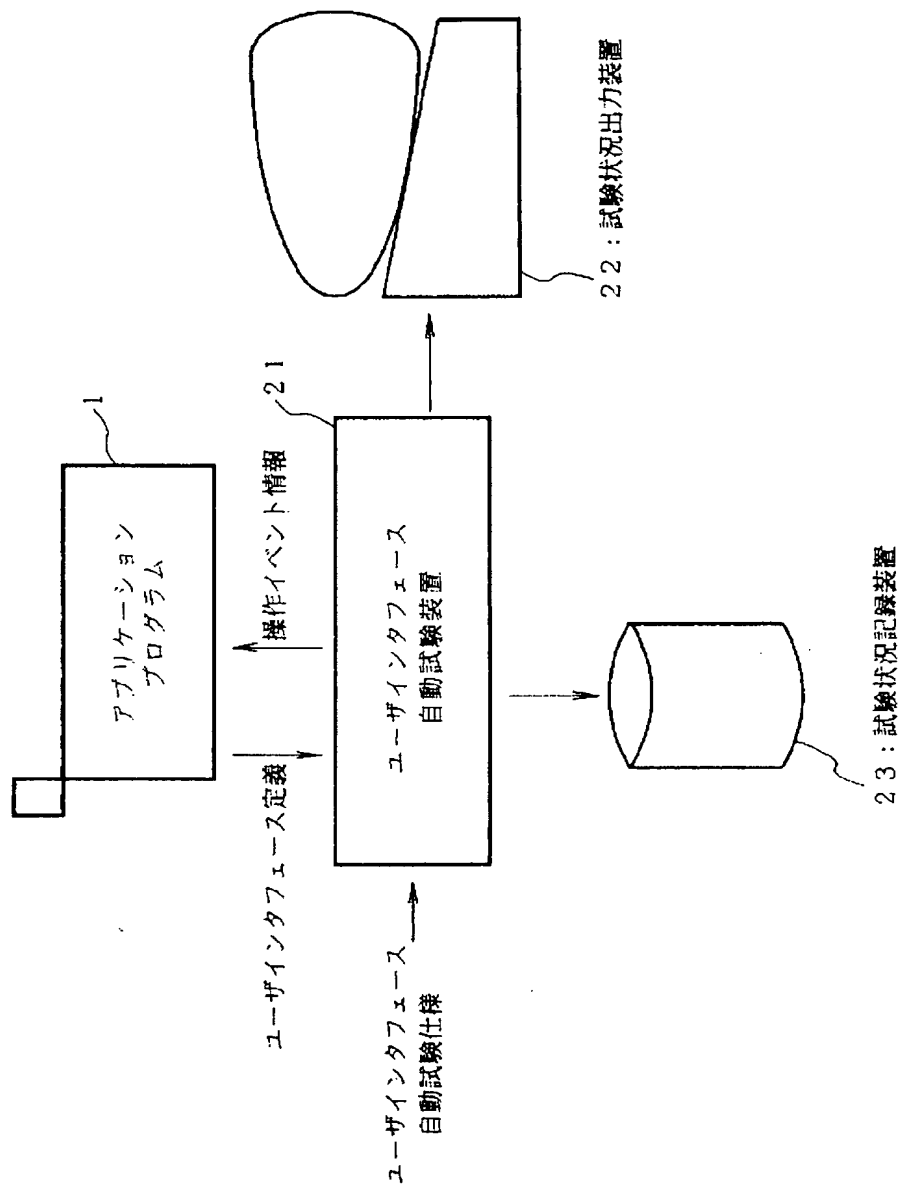 アプリケーション
プログラム
1
ユーザインタフェース定義
操作イベント情報
21
ユーザインタフェース
自動試験仕様
ユーザインタフェース
自動試験装置
22:試験状況出力装置
23:試験状況記録装置